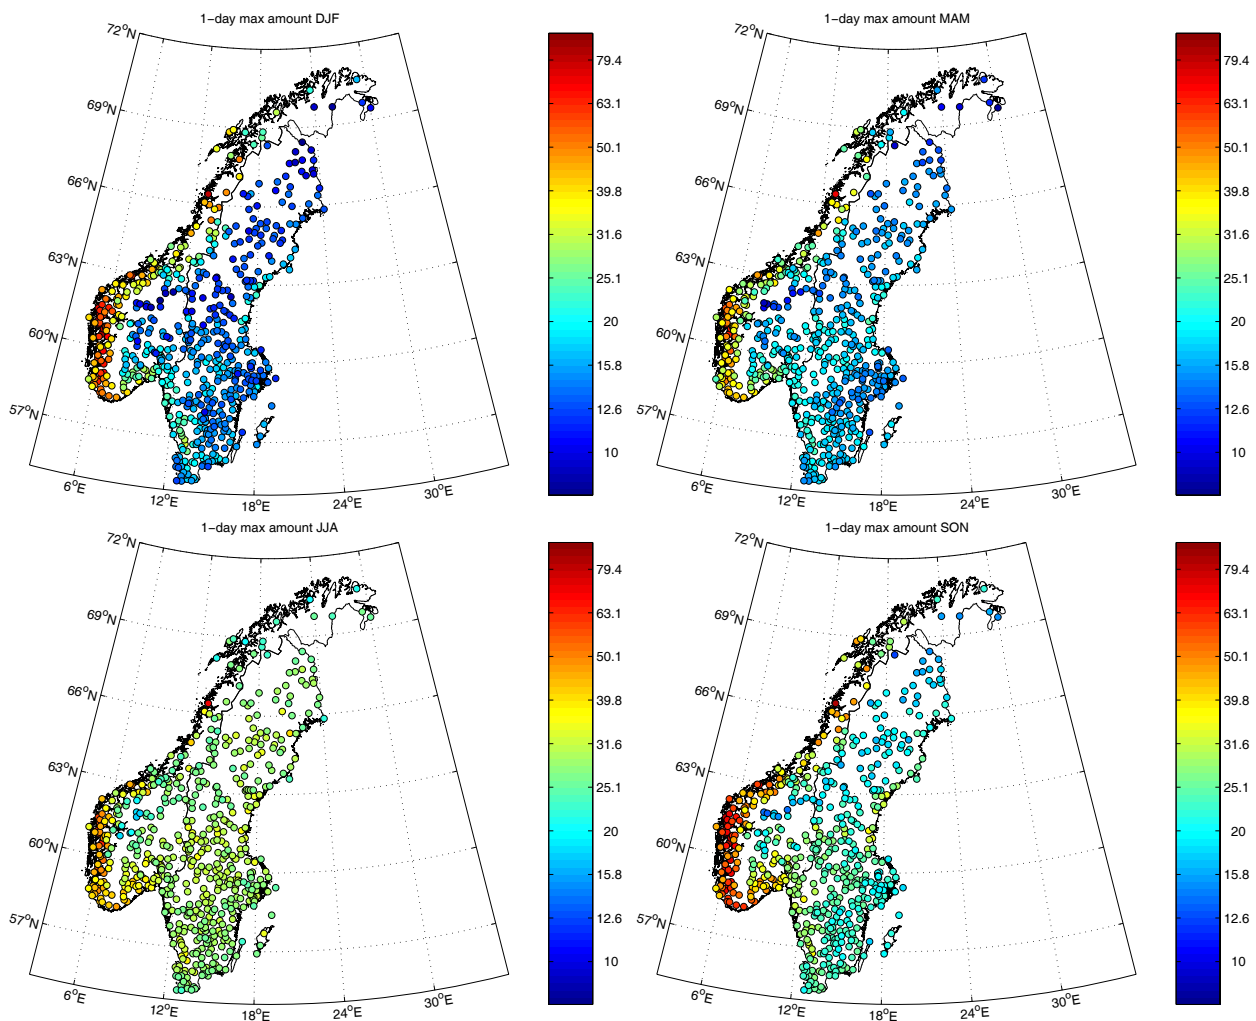 1−day max amount DJF
72°N
69°N
66°N
63°N
60°N
57°N
6°E
12°E
18°E
24°E
30°E
79.4
63.1
50.1
39.8
31.6
25.1
20
15.8
12.6
10
1−day max amount MAM
72°N
69°N
66°N
63°N
60°N
57°N
6°E
12°E
18°E
24°E
30°E
79.4
63.1
50.1
39.8
31.6
25.1
20
15.8
12.6
10
1−day max amount JJA
72°N
69°N
66°N
63°N
60°N
57°N
6°E
12°E
18°E
24°E
30°E
79.4
63.1
50.1
39.8
31.6
25.1
20
15.8
12.6
10
1−day max amount SON
72°N
69°N
66°N
63°N
60°N
57°N
6°E
12°E
18°E
24°E
30°E
79.4
63.1
50.1
39.8
31.6
25.1
20
15.8
12.6
10